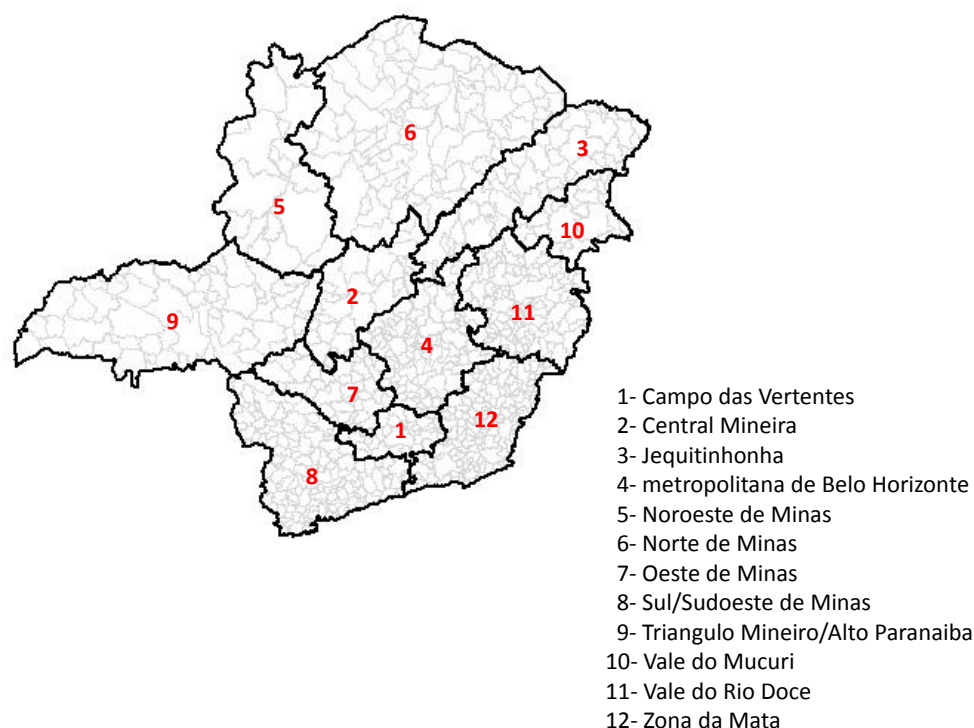 6
3
5
10
2
11
9
4
7
12
1
8
1- Campo das Vertentes
2- Central Mineira
3- Jequitinhonha
4- metropolitana de Belo Horizonte
5- Noroeste de Minas
6- Norte de Minas
7- Oeste de Minas
8- Sul/Sudoeste de Minas
9- Triangulo Mineiro/Alto Paranaiba
10- Vale do Mucuri
11- Vale do Rio Doce
12- Zona da Mata